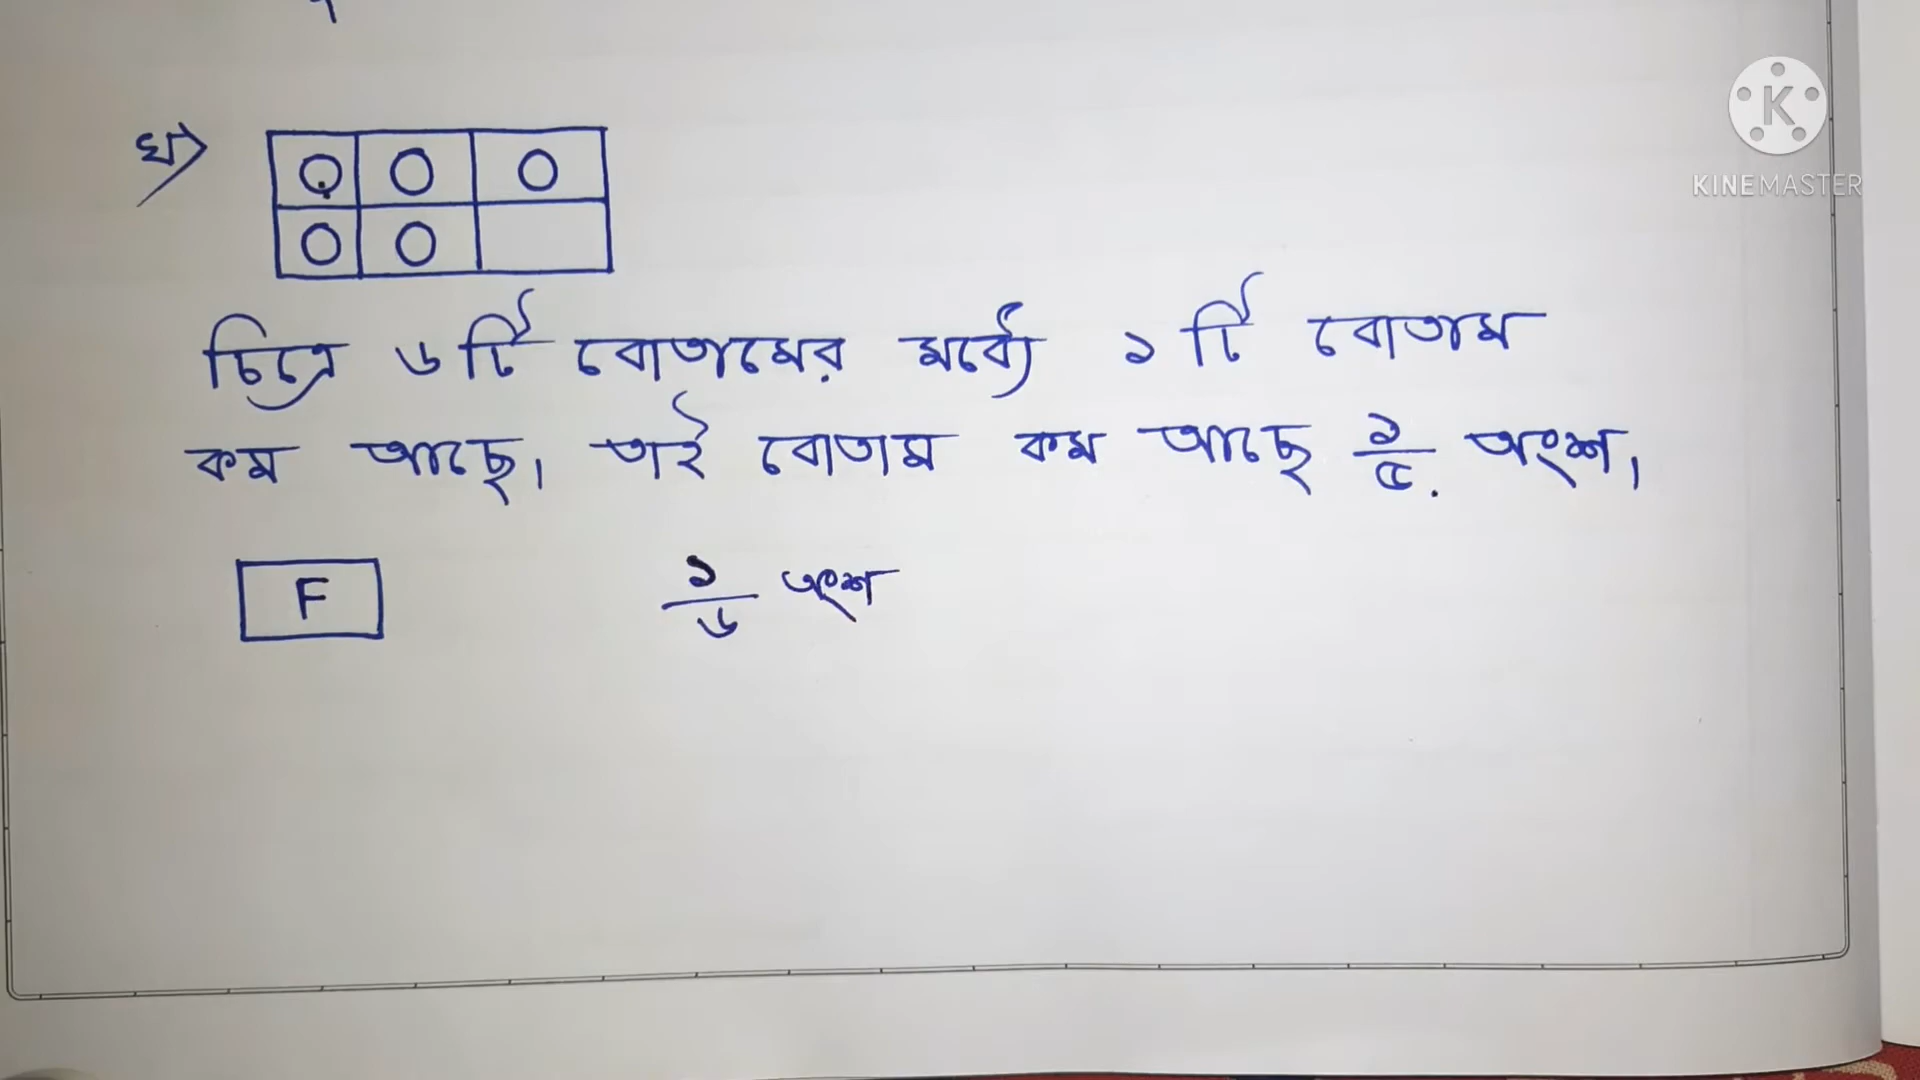 ঘ)
চিত্রে ৬টি বোতামের মধ্যে ১টি বোতাম
কম আছে। তাই বোতাম কম আছে ১/৫ অংশ।
F
১/৬ অংশ
K
KINEMASTER